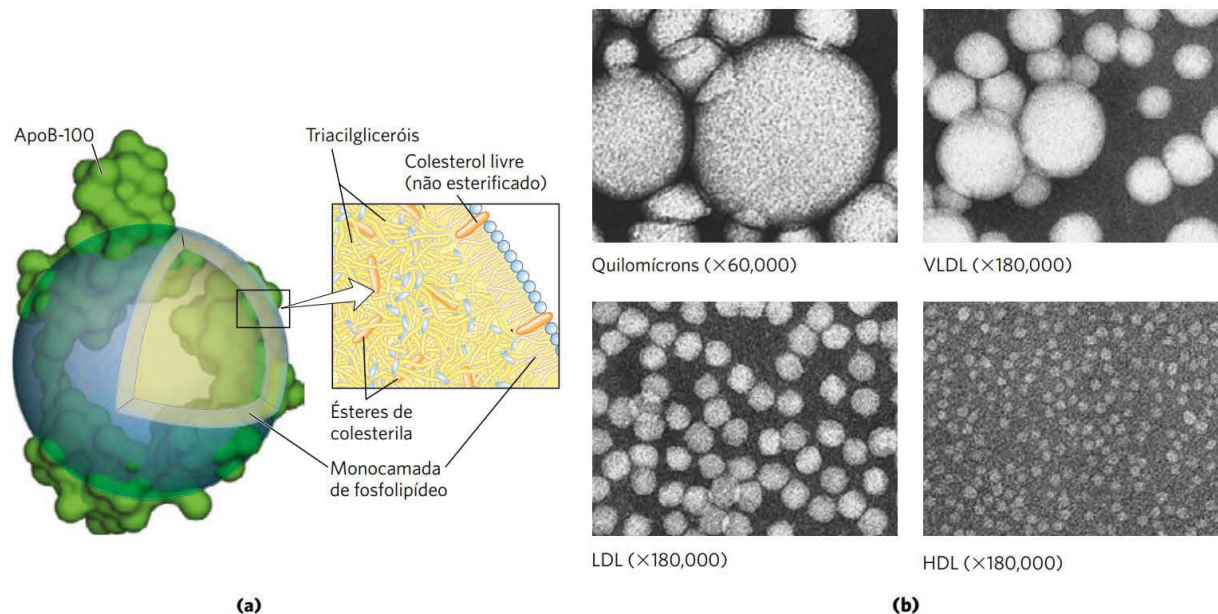 ApoB-100
Triacilgliceróis
Colesterol livre
(não esterificado)
Ésteres de
colesterila
Monocamada
de fosfolipídeo
(a)
Quilomícrons (×60,000)
VLDL (×180,000)
LDL (×180,000)
HDL (×180,000)
(b)